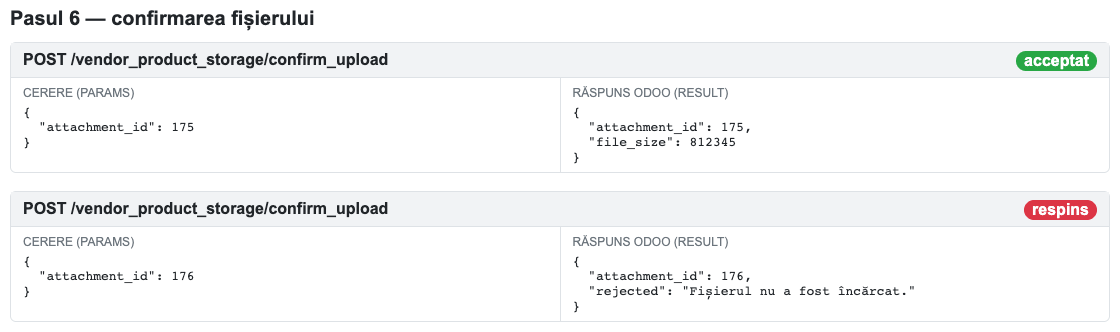 Pasul 6 — confirmarea fișierului
POST /vendor_product_storage/confirm_upload
acceptat
CERERE (PARAMS)
{
  "attachment_id": 175
}
RĂSPUNS ODOO (RESULT)
{
  "attachment_id": 175,
  "file_size": 812345
}
POST /vendor_product_storage/confirm_upload
respins
CERERE (PARAMS)
{
  "attachment_id": 176
}
RĂSPUNS ODOO (RESULT)
{
  "attachment_id": 176,
  "rejected": "Fișierul nu a fost încărcat."
}